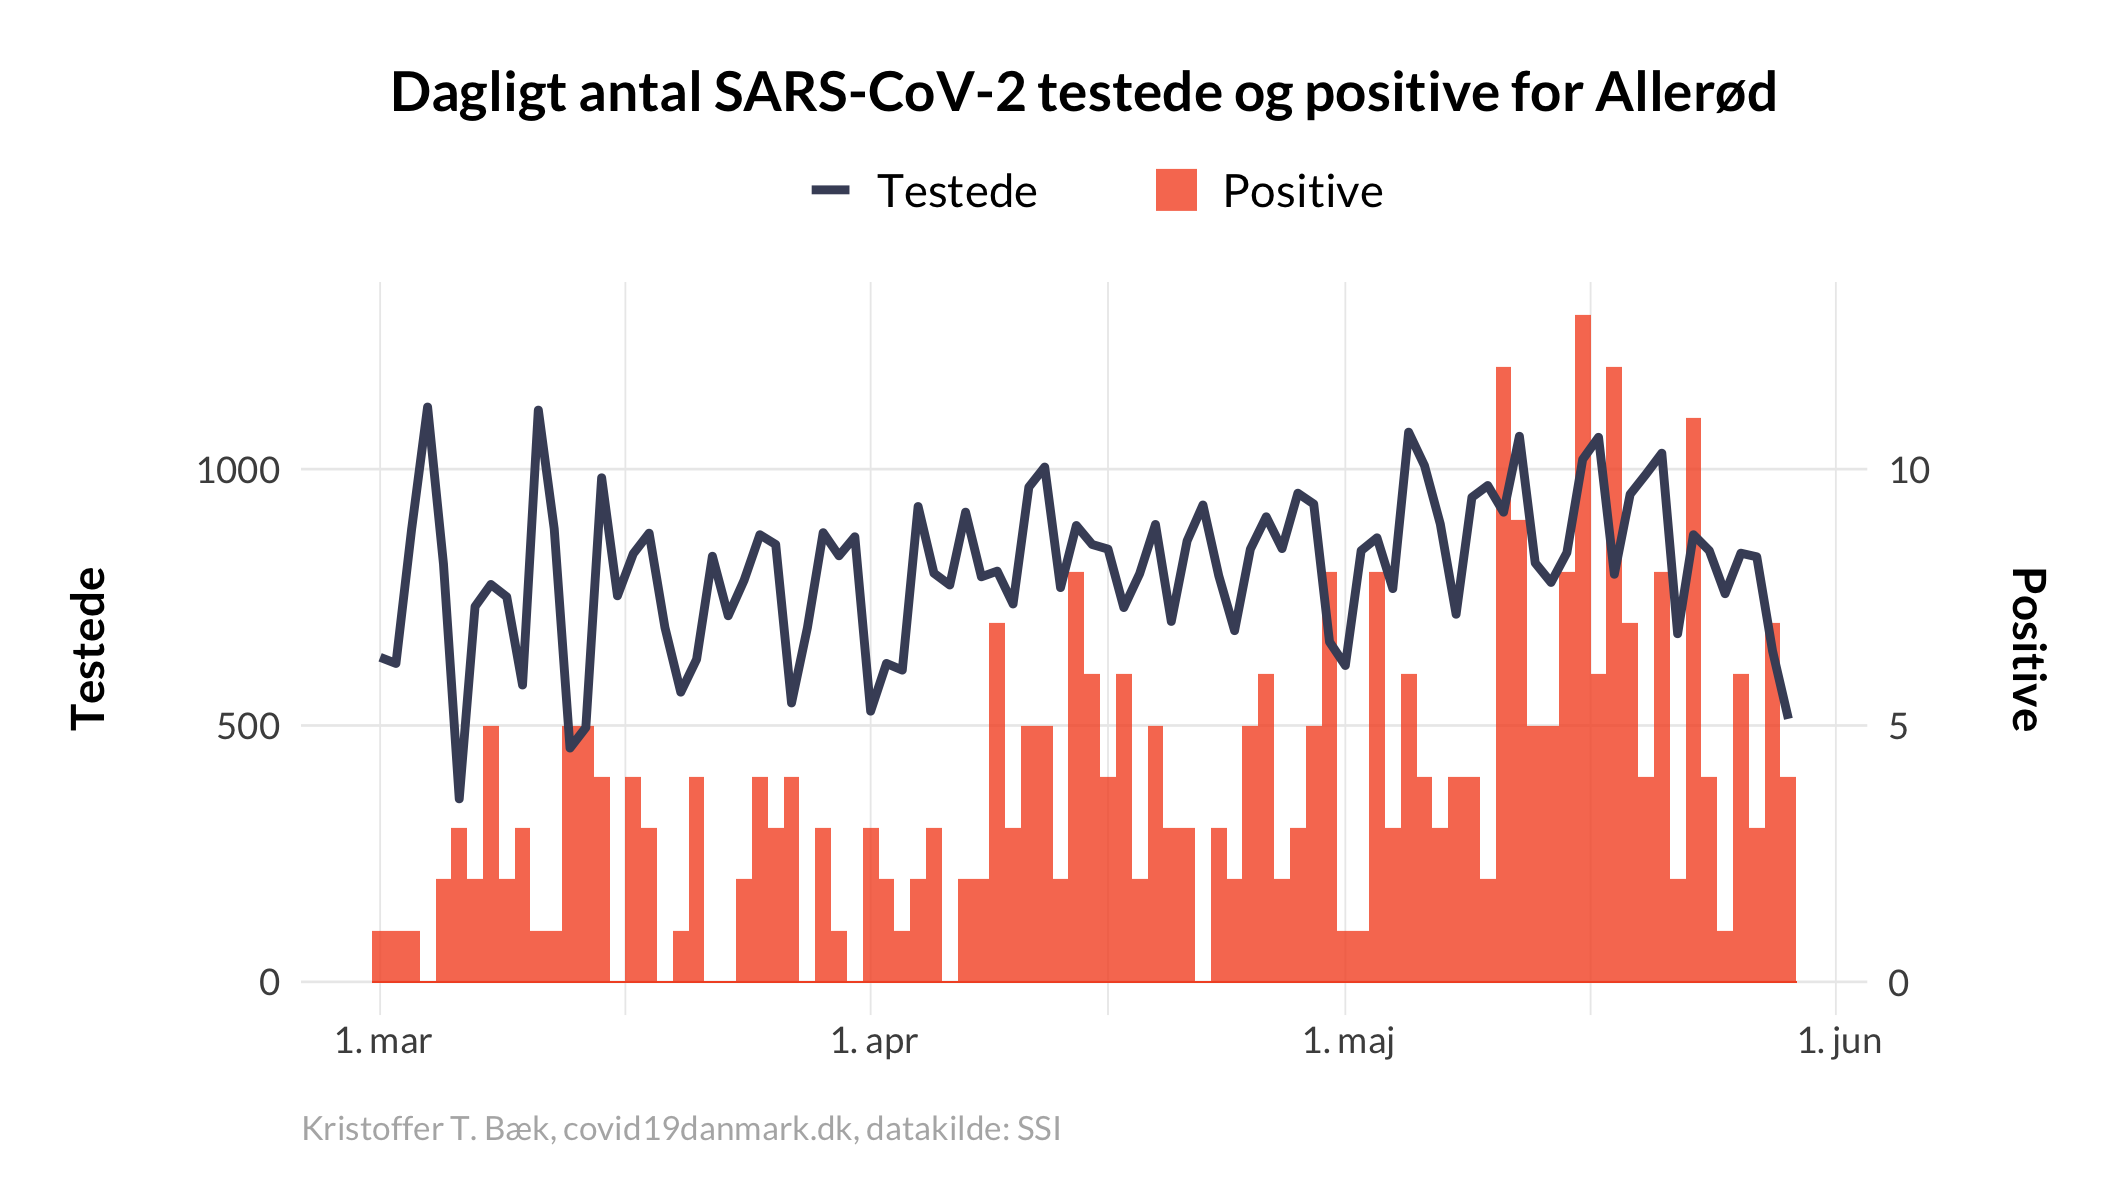 Dagligt antal SARS-CoV-2 testede og positive for Allerød
Testede
Positive
1000
500
0
10
5
0
Testede
Positive
1. mar
1. apr
1. maj
1. jun
Kristoffer T. Bæk, covid19danmark.dk, datakilde: SSI